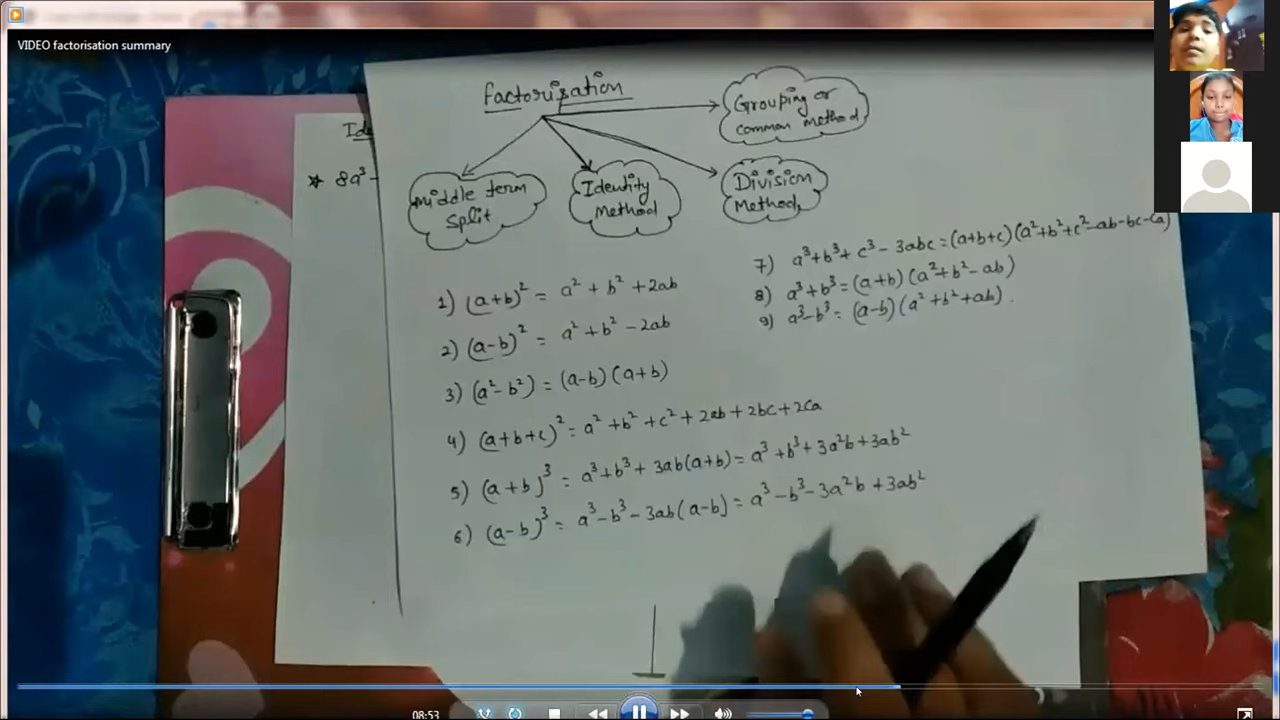 VIDEO factorisation summary
factorisation
Grouping or
common method
Middle term
split
Identity
Method
Division
Method,
* 8a³ -
1) (a+b)² = a² + b² + 2ab
2) (a-b)² = a² + b² - 2ab
3) (a² - b²) = (a-b) (a+b)
4) (a+b+c)² = a² + b² + c² + 2ab + 2bc + 2ca
5) (a+b)³ = a³ + b³ + 3ab(a+b) = a³ + b³ + 3a²b + 3ab²
6) (a-b)³ = a³ - b³ - 3ab(a-b) = a³ - b³ - 3a²b + 3ab²
7) a³+b³+c³-3abc = (a+b+c) (a²+b²+c²-ab-bc-ca)
8) a³+b³ = (a+b) (a²+b²-ab)
9) a³-b³ = (a-b) (a²+b²+ab).
08:53